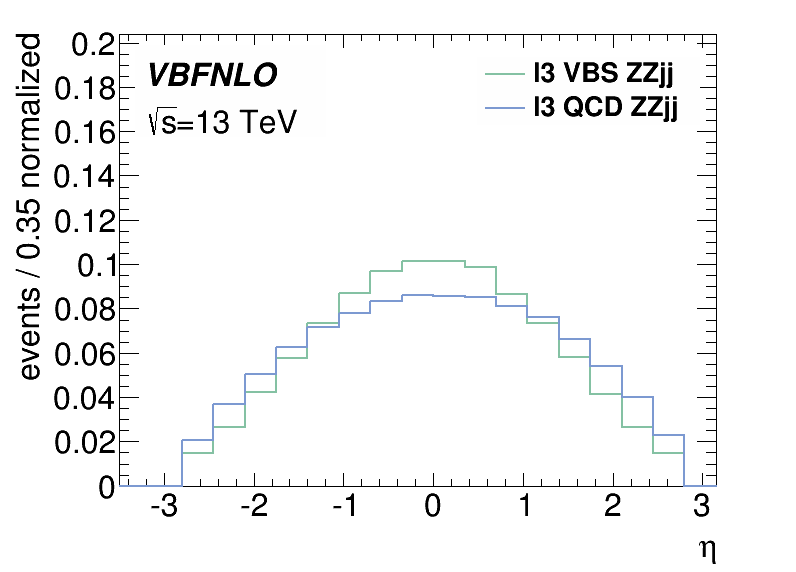 events / 0.35 normalized
0.2
0.18
0.16
0.14
0.12
0.1
0.08
0.06
0.04
0.02
0
VBFNLO
√s=13 TeV
l3 VBS ZZjj
l3 QCD ZZjj
-3 -2 -1 0 1 2 3
η